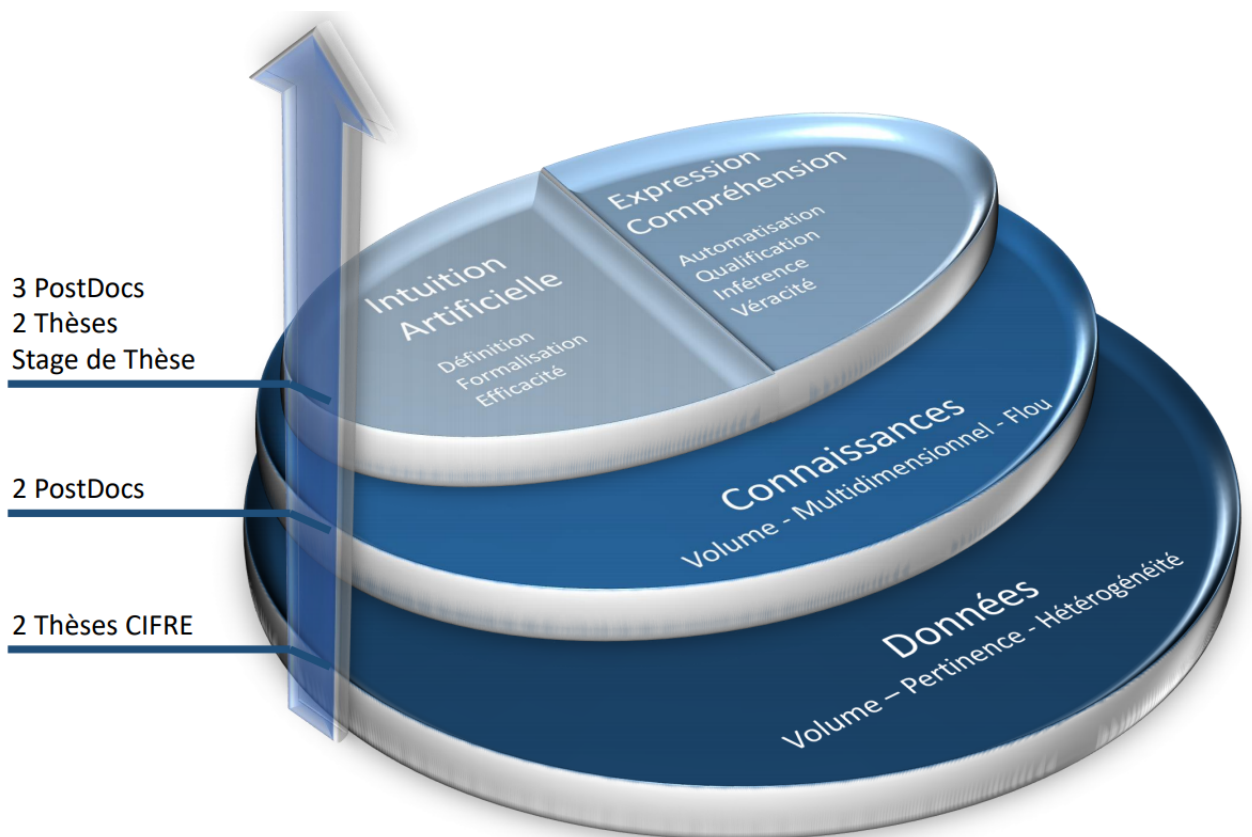 Expression
Compréhension
Automatisation
Qualification
Inférence
Véracité
Intuition
Artificielle
Définition
Formalisation
Efficacité
3 PostDocs
2 Thèses
Stage de Thèse
Connaissances
Volume - Multidimensionnel - Flou
2 PostDocs
Données
Volume – Pertinence - Hétérogénéité
2 Thèses CIFRE